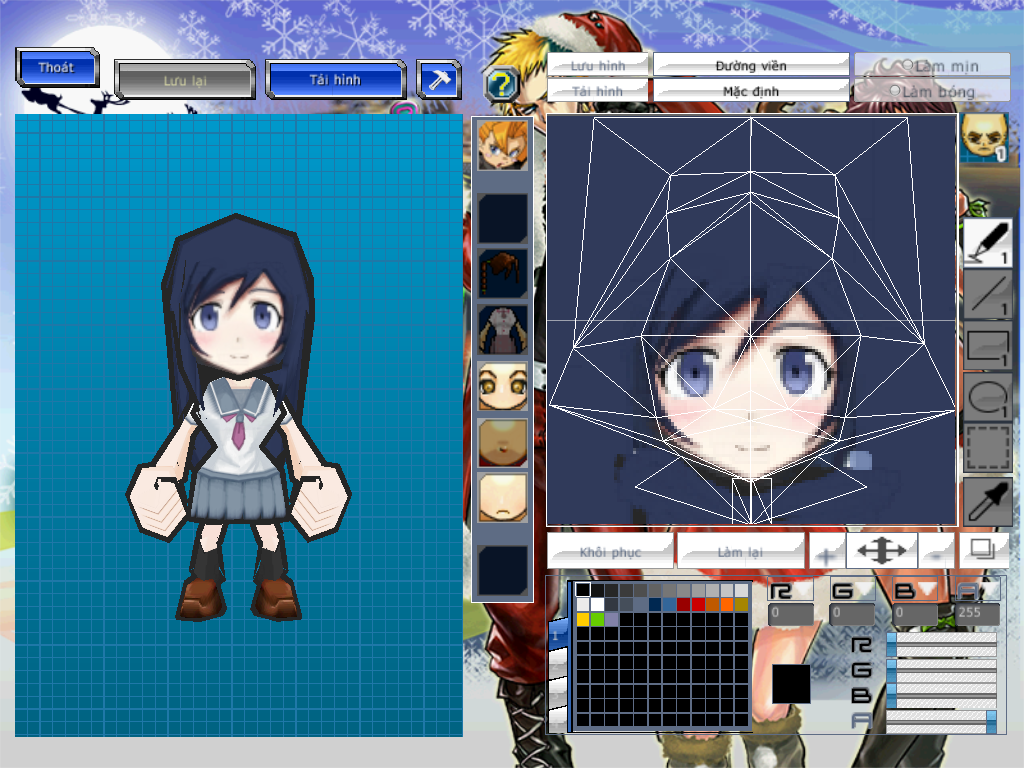 Thoát
Lưu lại
Tải hình
?
Lưu hình
Đường viền
Làm mịn
Tải hình
Mặc định
Làm bóng
1
1
1
1
1
Khôi phục
Làm lại
+
-
1
R G B A
0 0 0 255
R
G
B
A